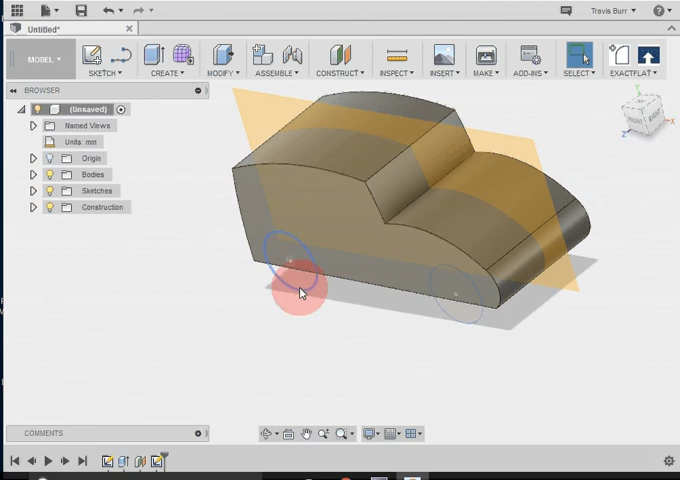 Travis Burr
Untitled*
MODEL
SKETCH
CREATE
MODIFY
ASSEMBLE
CONSTRUCT
INSPECT
INSERT
MAKE
ADD-INS
SELECT
EXACTFLAT
BROWSER
(Unsaved)
Named Views
Units: mm
Origin
Bodies
Sketches
Construction
FRONT
Y
X
Z
COMMENTS